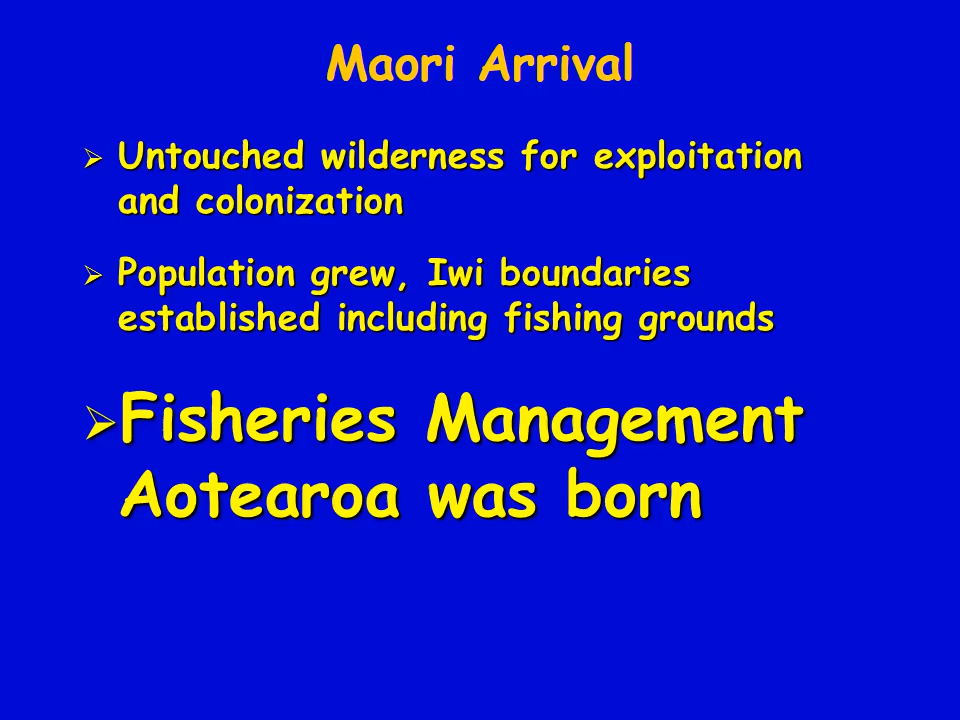 Maori Arrival
➢ Untouched wilderness for exploitation
and colonization
➢ Population grew, Iwi boundaries
established including fishing grounds
➢ Fisheries Management
Aotearoa was born